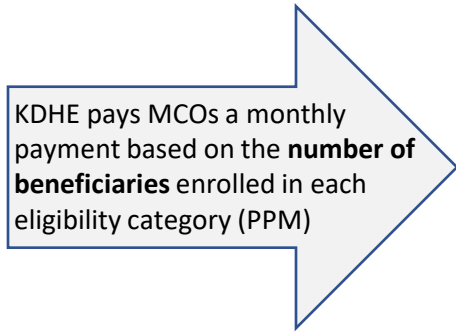 KDHE pays MCOs a monthly
payment based on the number of
beneficiaries enrolled in each
eligibility category (PPM)